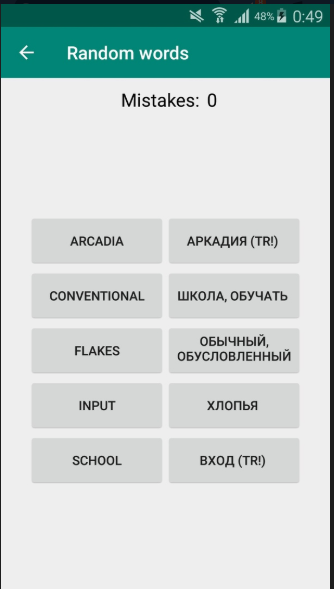 48% 0:49
Random words
Mistakes: 0
ARCADIA АРКАДИЯ (TR!)
CONVENTIONAL ШКОЛА, ОБУЧАТЬ
FLAKES ОБЫЧНЫЙ,
ОБУСЛОВЛЕННЫЙ
INPUT ХЛОПЬЯ
SCHOOL ВХОД (TR!)